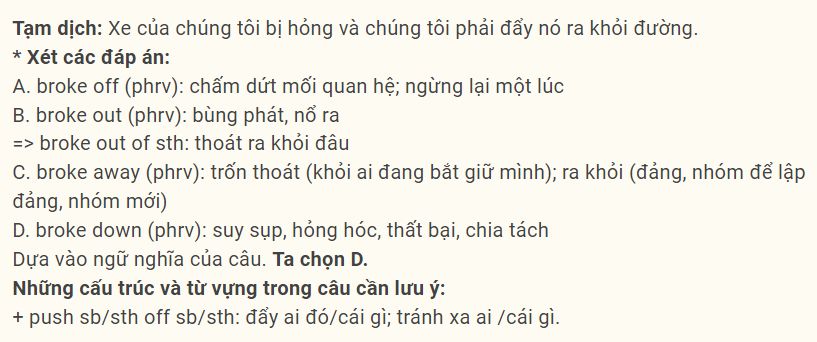 Tạm dịch: Xe của chúng tôi bị hỏng và chúng tôi phải đẩy nó ra khỏi đường.
* Xét các đáp án:
A. broke off (phrv): chấm dứt mối quan hệ; ngừng lại một lúc
B. broke out (phrv): bùng phát, nổ ra
=> broke out of sth: thoát ra khỏi đâu
C. broke away (phrv): trốn thoát (khỏi ai đang bắt giữ mình); ra khỏi (đảng, nhóm để lập
đảng, nhóm mới)
D. broke down (phrv): suy sụp, hỏng hóc, thất bại, chia tách
Dựa vào ngữ nghĩa của câu. Ta chọn D.
Những cấu trúc và từ vựng trong câu cần lưu ý:
+ push sb/sth off sb/sth: đẩy ai đó/cái gì; tránh xa ai /cái gì.